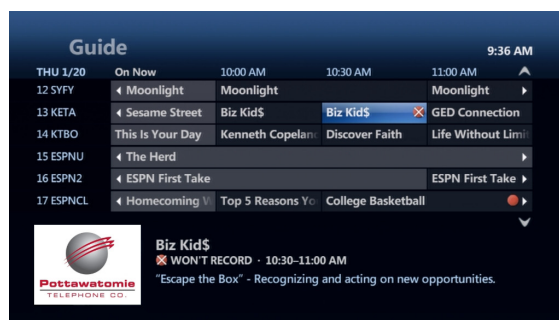 Guide
9:36 AM
THU 1/20 On Now 10:00 AM 10:30 AM 11:00 AM
12 SYFY Moonlight Moonlight Moonlight
13 KETA Sesame Street Biz Kid$ Biz Kid$ GED Connection
14 KTBO This Is Your Day Kenneth Copelanc Discover Faith Life Without Limit
15 ESPNU The Herd
16 ESPN2 ESPN First Take ESPN First Take
17 ESPNCL Homecoming W Top 5 Reasons Yo College Basketball
Biz Kid$
WON'T RECORD · 10:30–11:00 AM
"Escape the Box" - Recognizing and acting on new opportunities.
Pottawatomie
TELEPHONE CO.